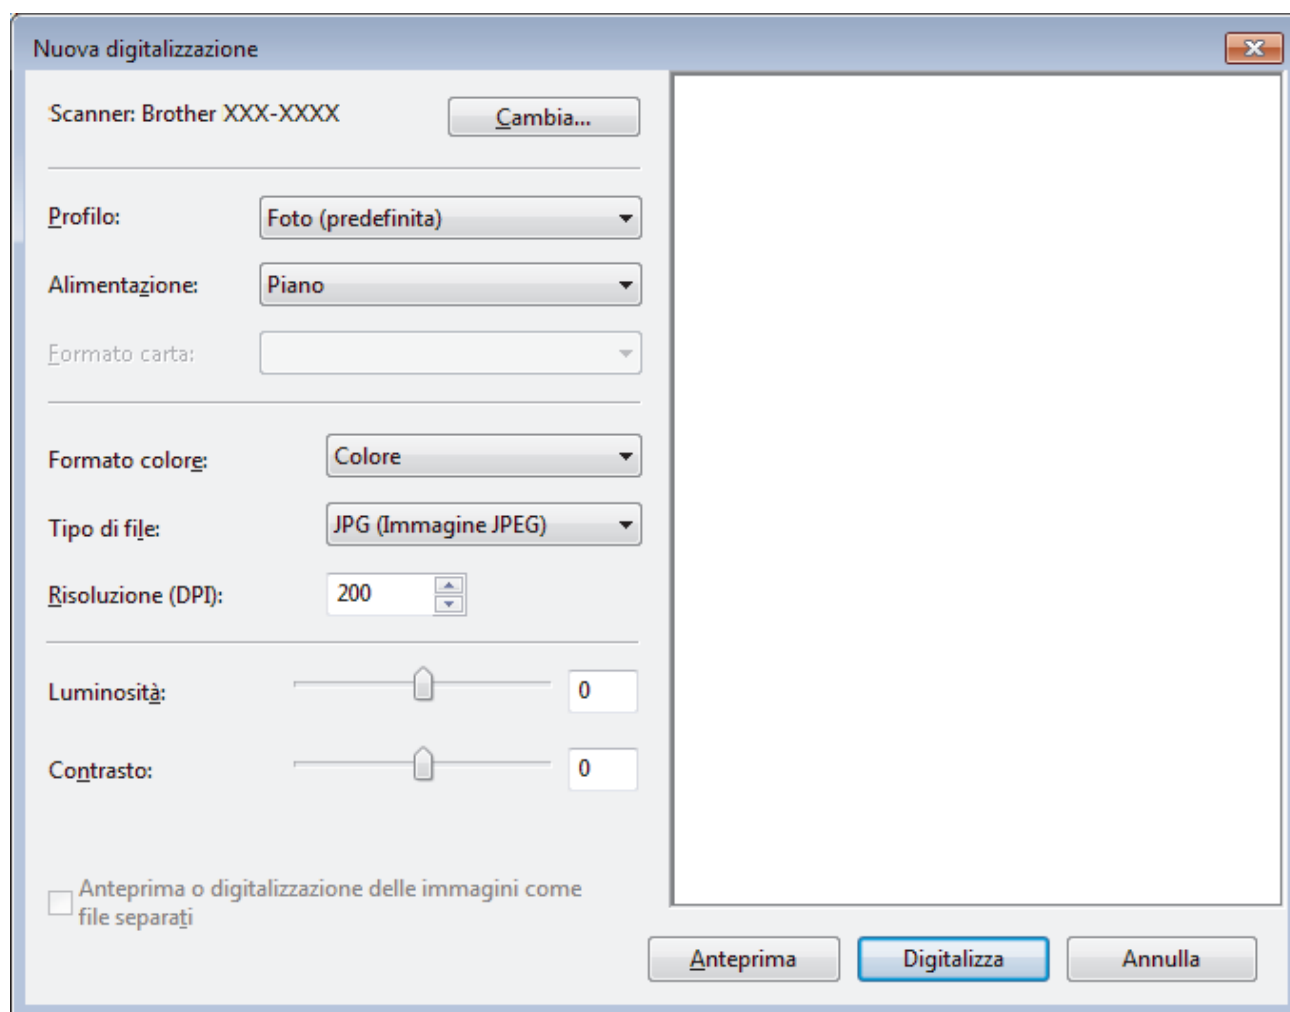 Nuova digitalizzazione
Scanner: Brother XXX-XXXX
Cambia...
Profilo:
Foto (predefinita)
Alimentazione:
Piano
Formato carta:
Formato colore:
Colore
Tipo di file:
JPG (Immagine JPEG)
Risoluzione (DPI):
200
Luminosità:
0
Contrasto:
0
Anteprima o digitalizzazione delle immagini come
file separati
Anteprima
Digitalizza
Annulla